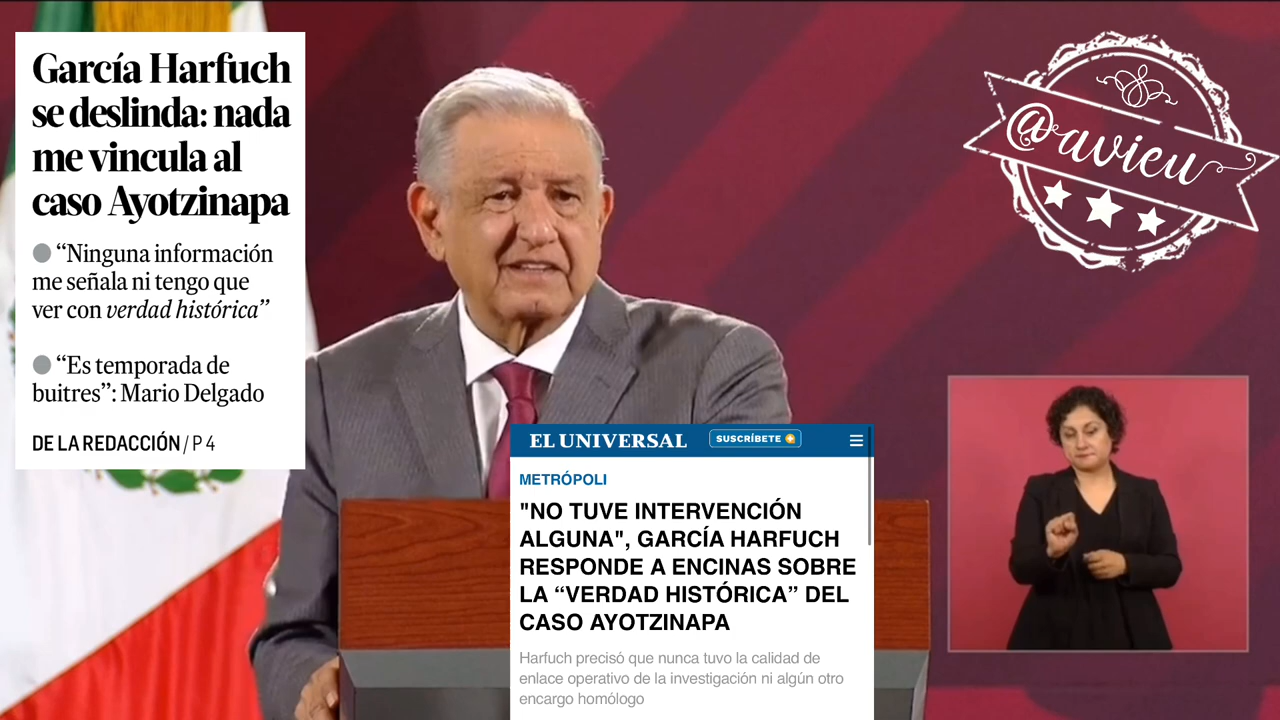 García Harfuch
se deslinda: nada
me vincula al
caso Ayotzinapa
“Ninguna información
me señala ni tengo que
ver con verdad histórica”
“Es temporada de
buitres”: Mario Delgado
DE LA REDACCIÓN / P 4
@avieu
EL UNIVERSAL
SUSCRÍBETE
METRÓPOLI
"NO TUVE INTERVENCIÓN
ALGUNA", GARCÍA HARFUCH
RESPONDE A ENCINAS SOBRE
LA “VERDAD HISTÓRICA” DEL
CASO AYOTZINAPA
Harfuch precisó que nunca tuvo la calidad de
enlace operativo de la investigación ni algún otro
encargo homólogo